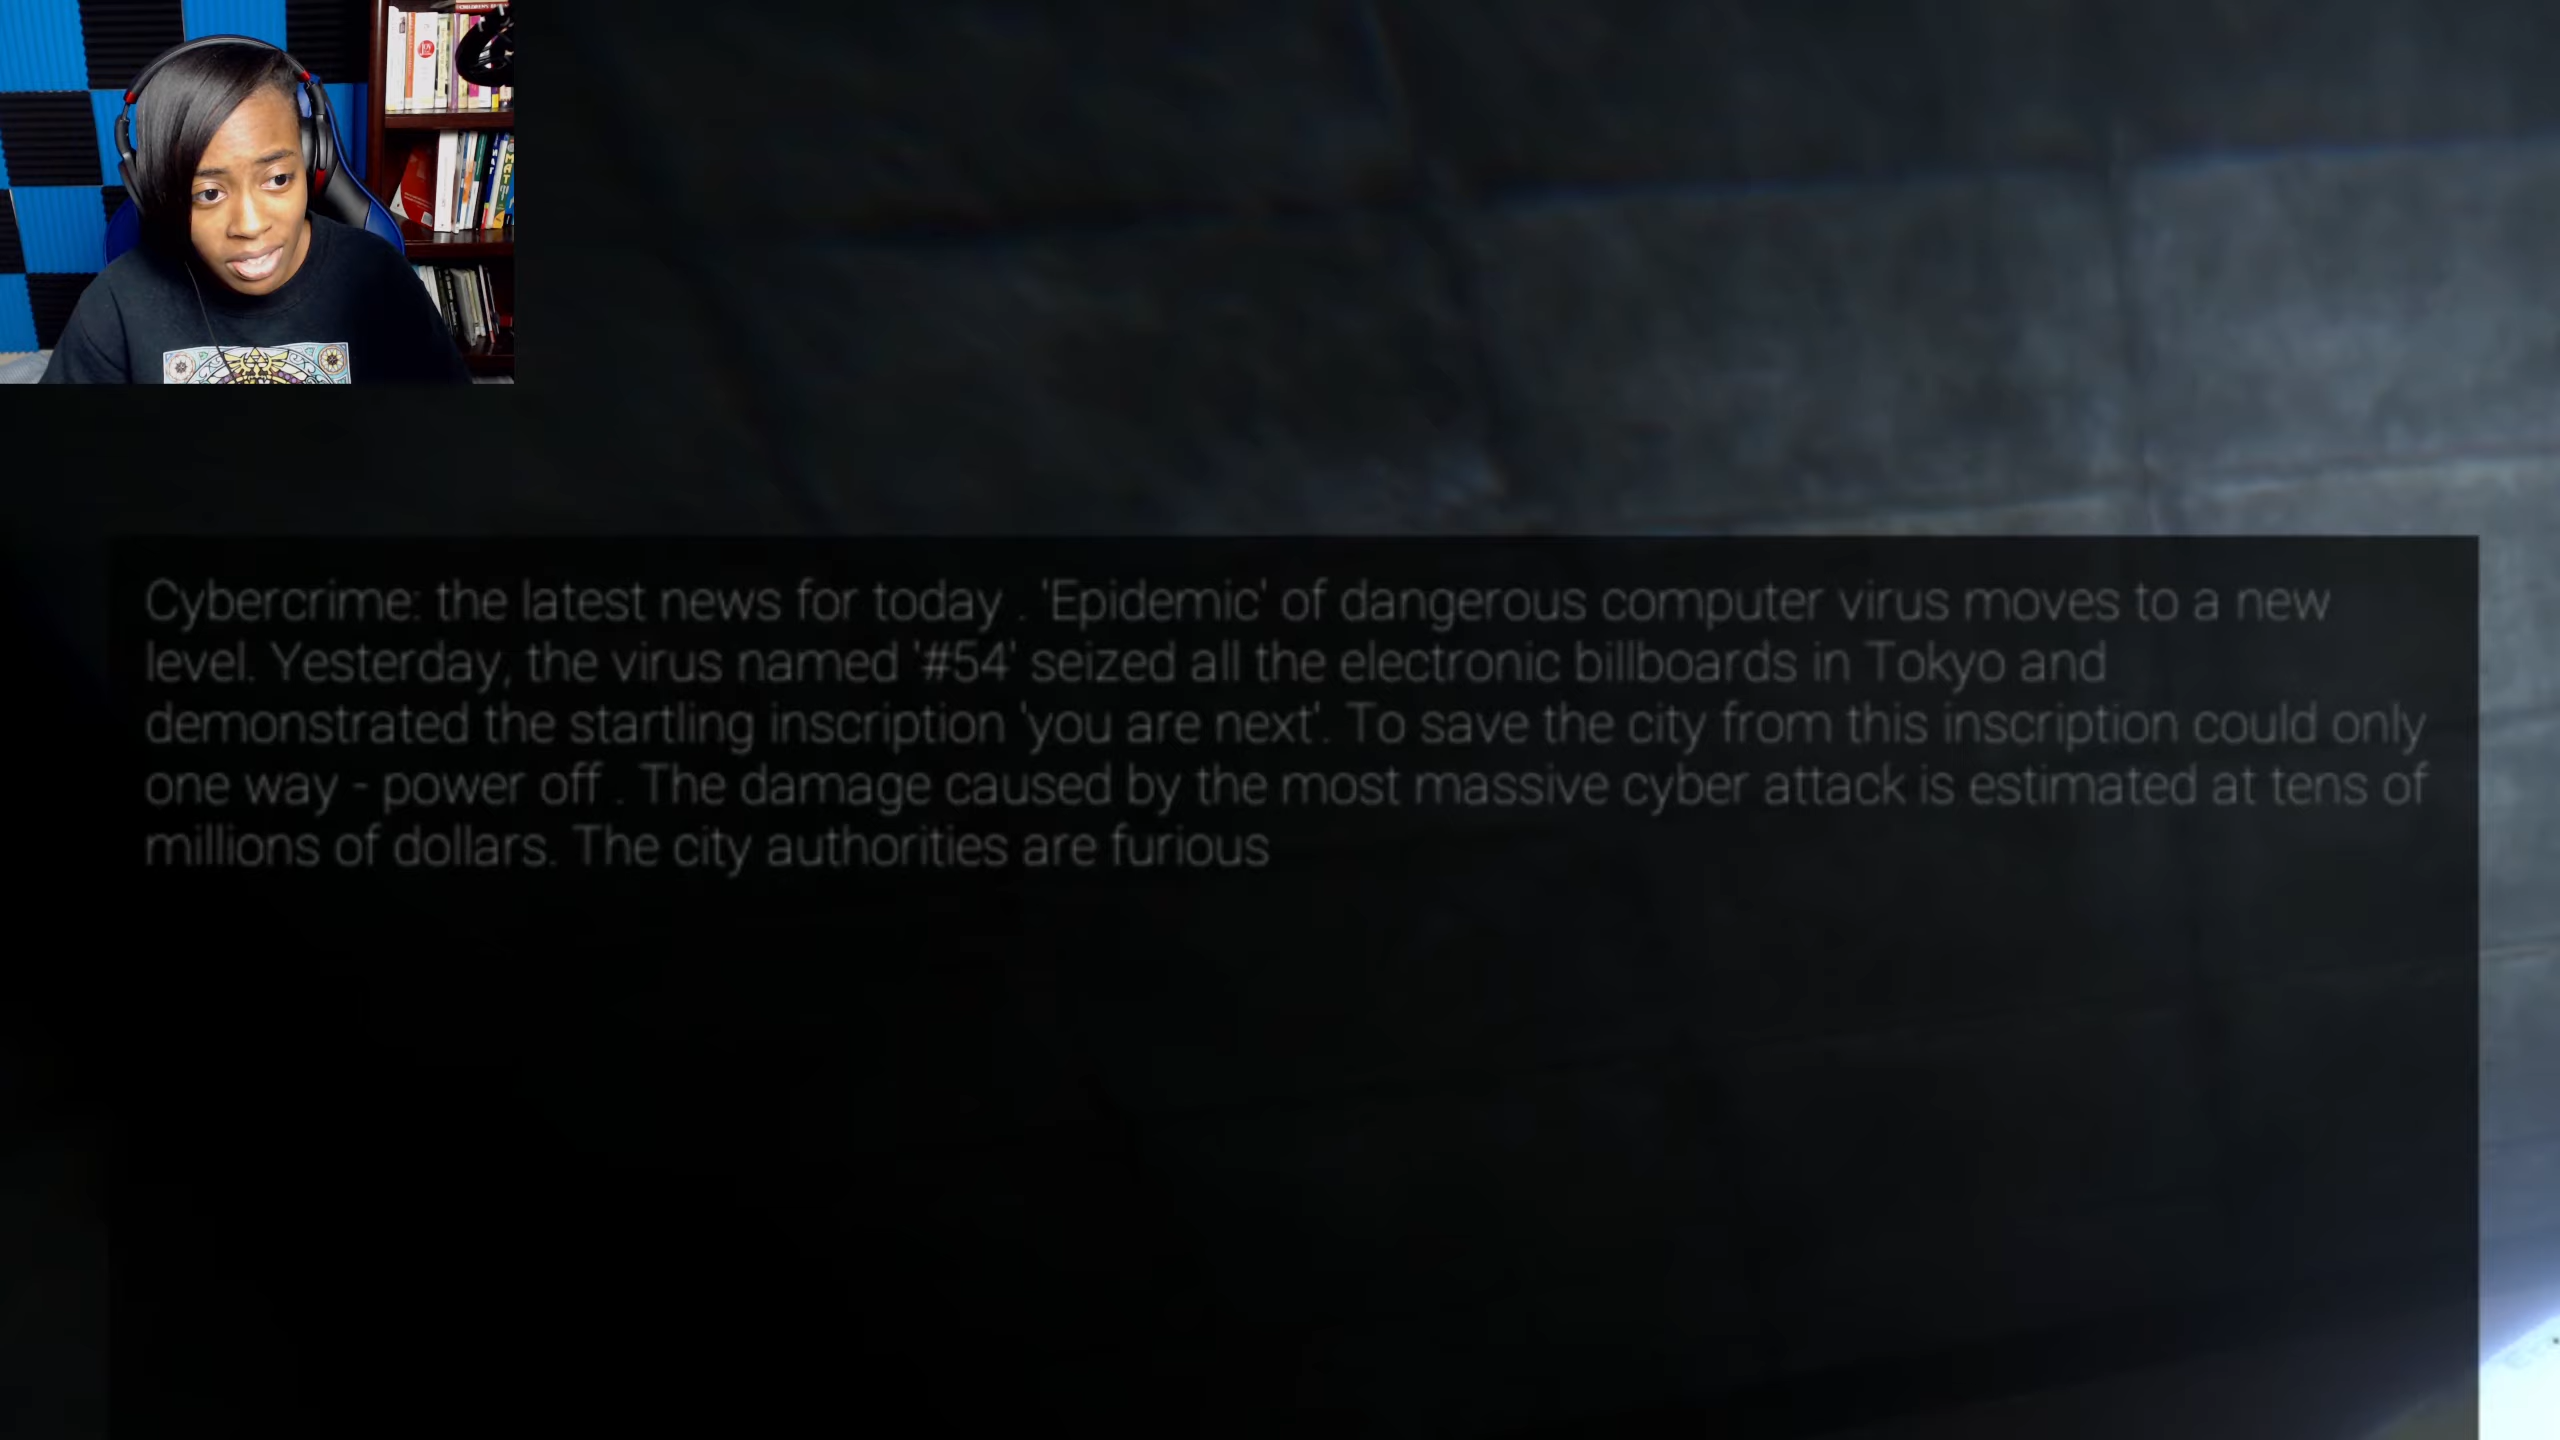 Cybercrime: the latest news for today . 'Epidemic' of dangerous computer virus moves to a new
level. Yesterday, the virus named '#54' seized all the electronic billboards in Tokyo and
demonstrated the startling inscription 'you are next'. To save the city from this inscription could only
one way - power off . The damage caused by the most massive cyber attack is estimated at tens of
millions of dollars. The city authorities are furious